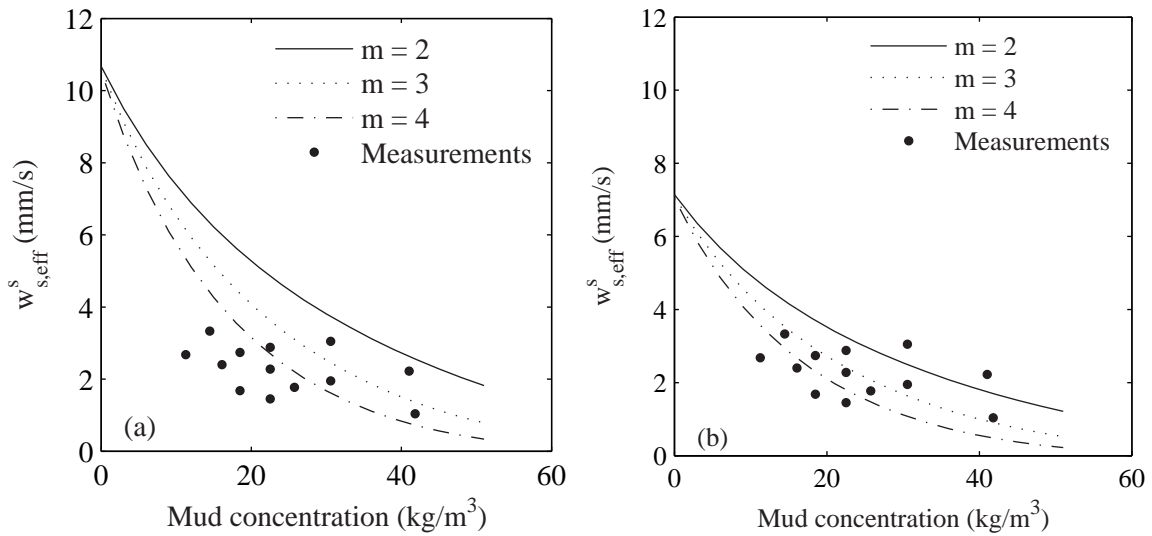 12
10
8
6
4
2
0
w^s_s,eff (mm/s)
m = 2
m = 3
m = 4
Measurements
(a)
0 20 40 60
Mud concentration (kg/m³)
12
10
8
6
4
2
0
w^s_s,eff (mm/s)
m = 2
m = 3
m = 4
Measurements
(b)
0 20 40 60
Mud concentration (kg/m³)